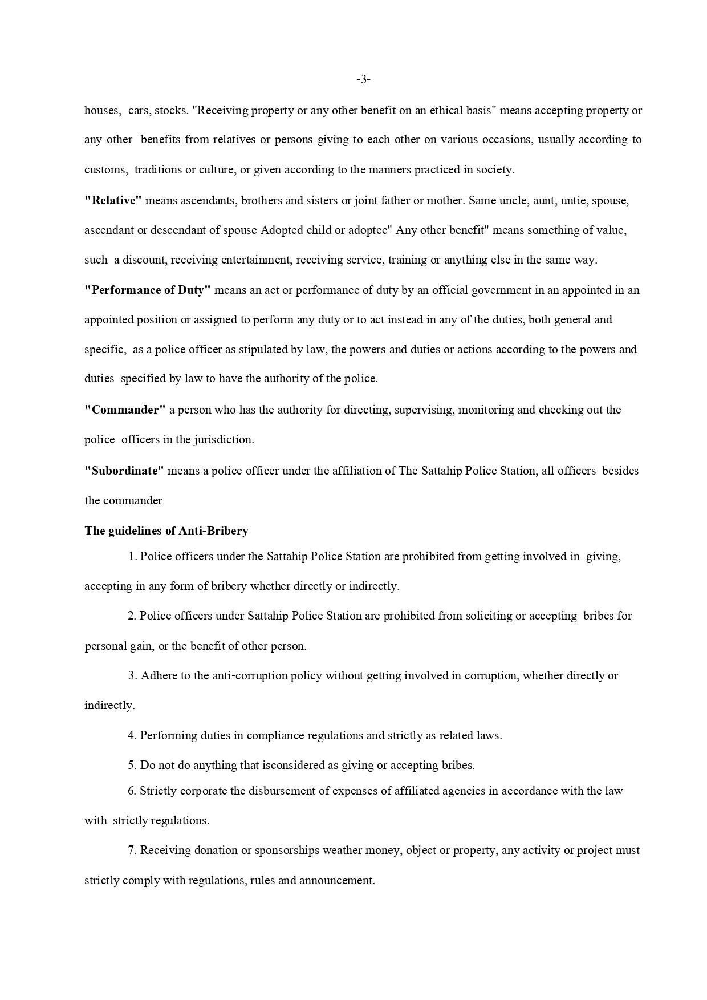 -3-
houses, cars, stocks. "Receiving property or any other benefit on an ethical basis" means accepting property or
any other benefits from relatives or persons giving to each other on various occasions, usually according to
customs, traditions or culture, or given according to the manners practiced in society.
"Relative" means ascendants, brothers and sisters or joint father or mother. Same uncle, aunt, untie, spouse,
ascendant or descendant of spouse Adopted child or adoptee" Any other benefit" means something of value,
such a discount, receiving entertainment, receiving service, training or anything else in the same way.
"Performance of Duty" means an act or performance of duty by an official government in an appointed in an
appointed position or assigned to perform any duty or to act instead in any of the duties, both general and
specific, as a police officer as stipulated by law, the powers and duties or actions according to the powers and
duties specified by law to have the authority of the police.
"Commander" a person who has the authority for directing, supervising, monitoring and checking out the
police officers in the jurisdiction.
"Subordinate" means a police officer under the affiliation of The Sattahip Police Station, all officers besides
the commander
The guidelines of Anti-Bribery
1. Police officers under the Sattahip Police Station are prohibited from getting involved in giving,
accepting in any form of bribery whether directly or indirectly.
2. Police officers under Sattahip Police Station are prohibited from soliciting or accepting bribes for
personal gain, or the benefit of other person.
3. Adhere to the anti-corruption policy without getting involved in corruption, whether directly or
indirectly.
4. Performing duties in compliance regulations and strictly as related laws.
5. Do not do anything that isconsidered as giving or accepting bribes.
6. Strictly corporate the disbursement of expenses of affiliated agencies in accordance with the law
with strictly regulations.
7. Receiving donation or sponsorships weather money, object or property, any activity or project must
strictly comply with regulations, rules and announcement.